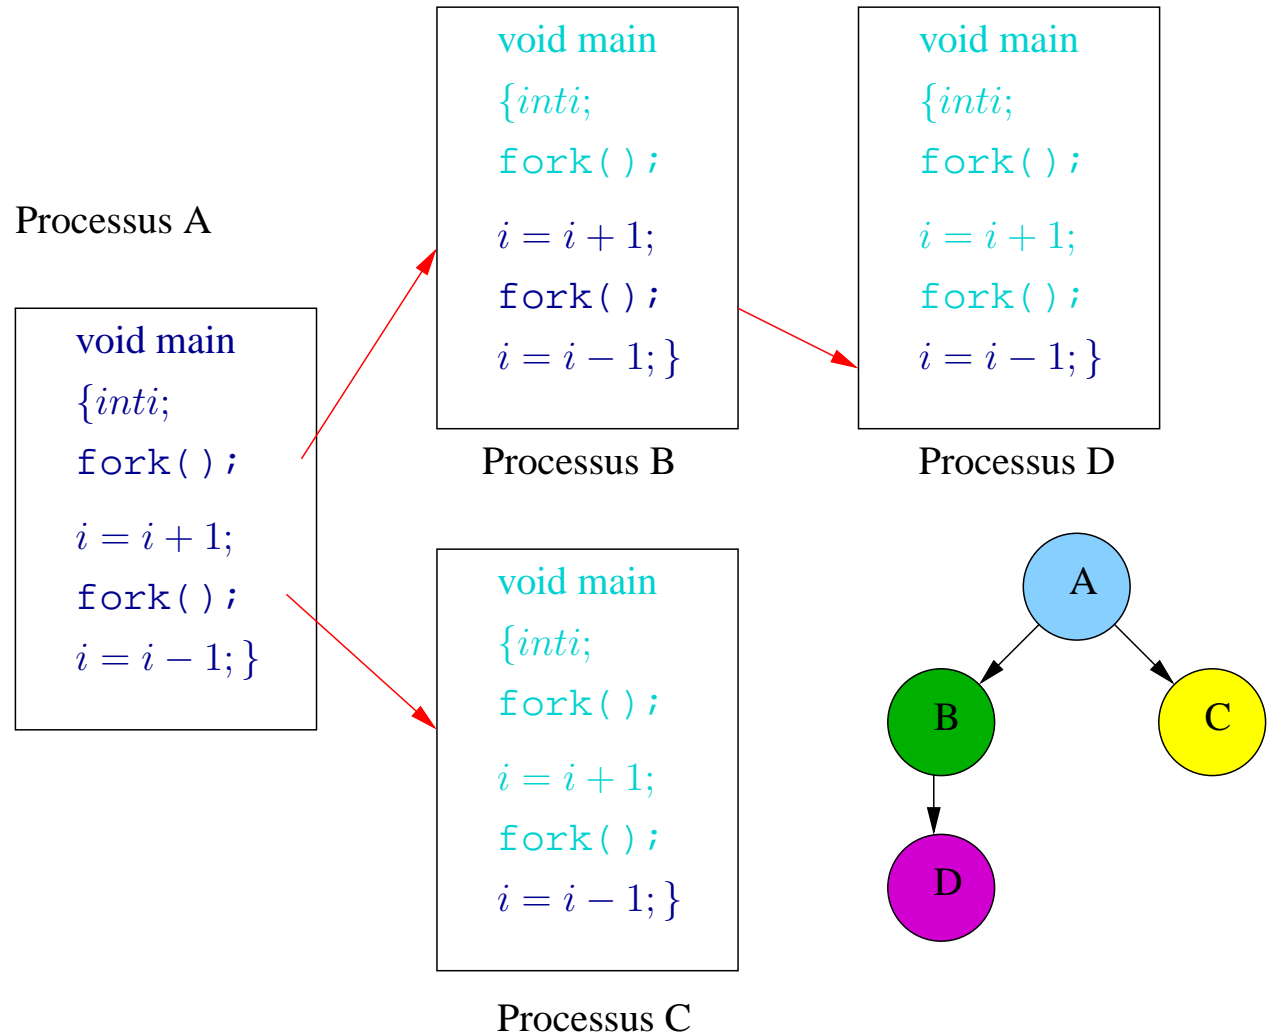 Processus A
void main
{inti;
fork();
i = i + 1;
fork();
i = i − 1; }
void main
{inti;
fork();
i = i + 1;
fork();
i = i − 1; }
Processus B
void main
{inti;
fork();
i = i + 1;
fork();
i = i − 1; }
Processus D
void main
{inti;
fork();
i = i + 1;
fork();
i = i − 1; }
Processus C
A
B
C
D